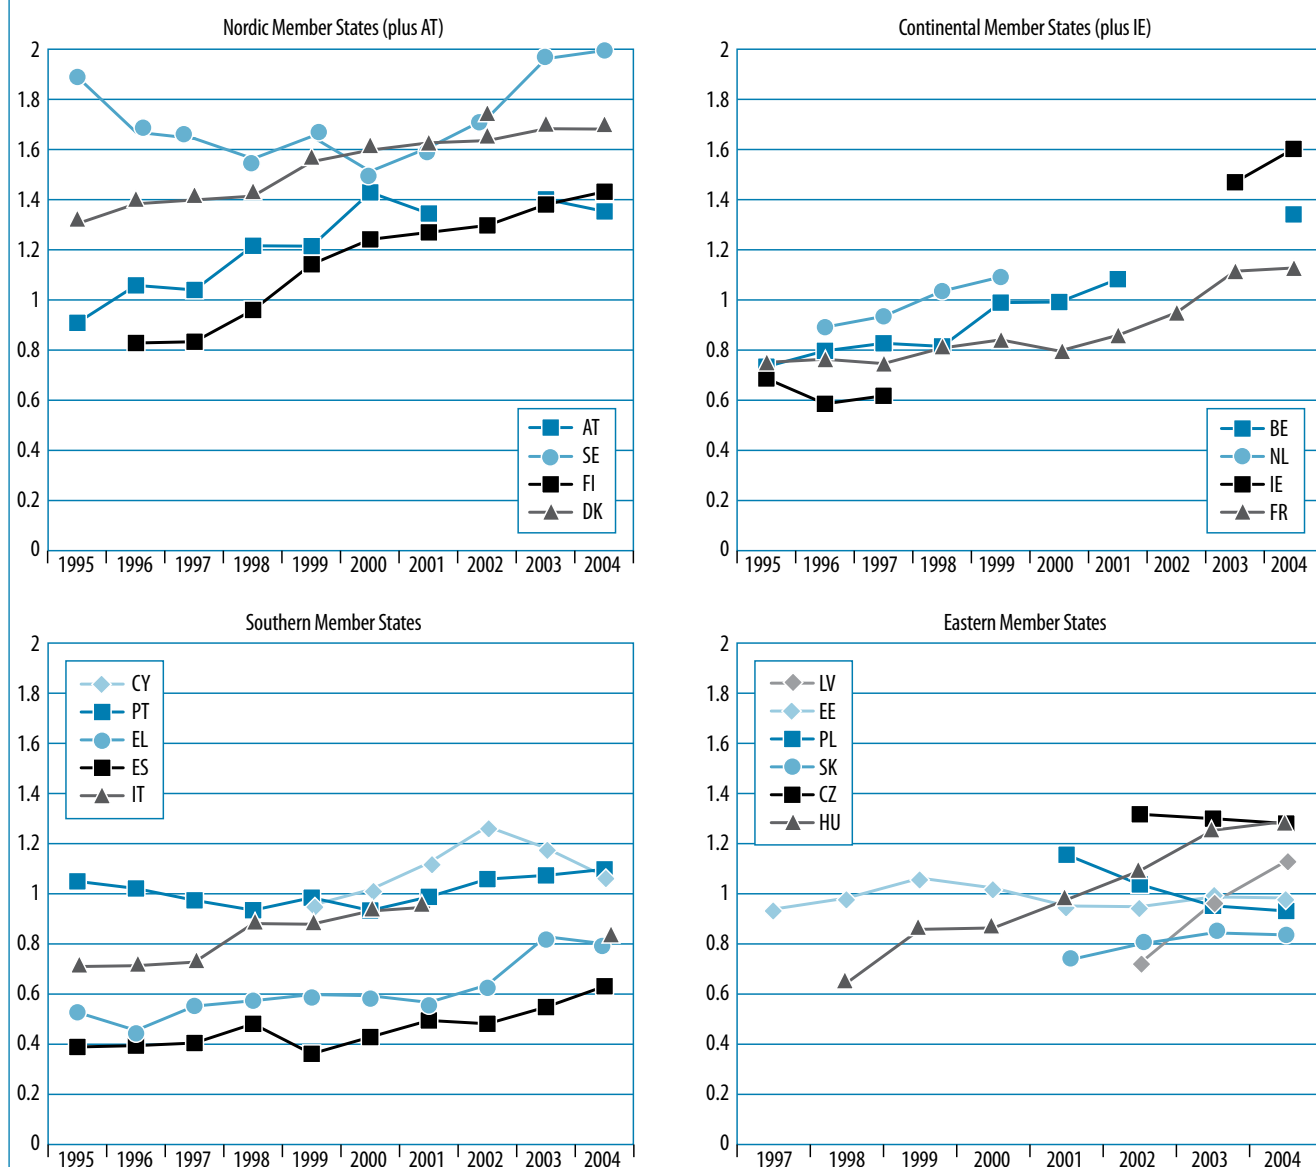 Nordic Member States (plus AT)
2
1.8
1.6
1.4
1.2
1
0.8
0.6
0.4
0.2
0
AT
SE
FI
DK
1995 1996 1997 1998 1999 2000 2001 2002 2003 2004
Continental Member States (plus IE)
2
1.8
1.6
1.4
1.2
1
0.8
0.6
0.4
0.2
0
BE
NL
IE
FR
1995 1996 1997 1998 1999 2000 2001 2002 2003 2004
Southern Member States
2
1.8
1.6
1.4
1.2
1
0.8
0.6
0.4
0.2
0
CY
PT
EL
ES
IT
1995 1996 1997 1998 1999 2000 2001 2002 2003 2004
Eastern Member States
2
1.8
1.6
1.4
1.2
1
0.8
0.6
0.4
0.2
0
LV
EE
PL
SK
CZ
HU
1997 1998 1999 2000 2001 2002 2003 2004